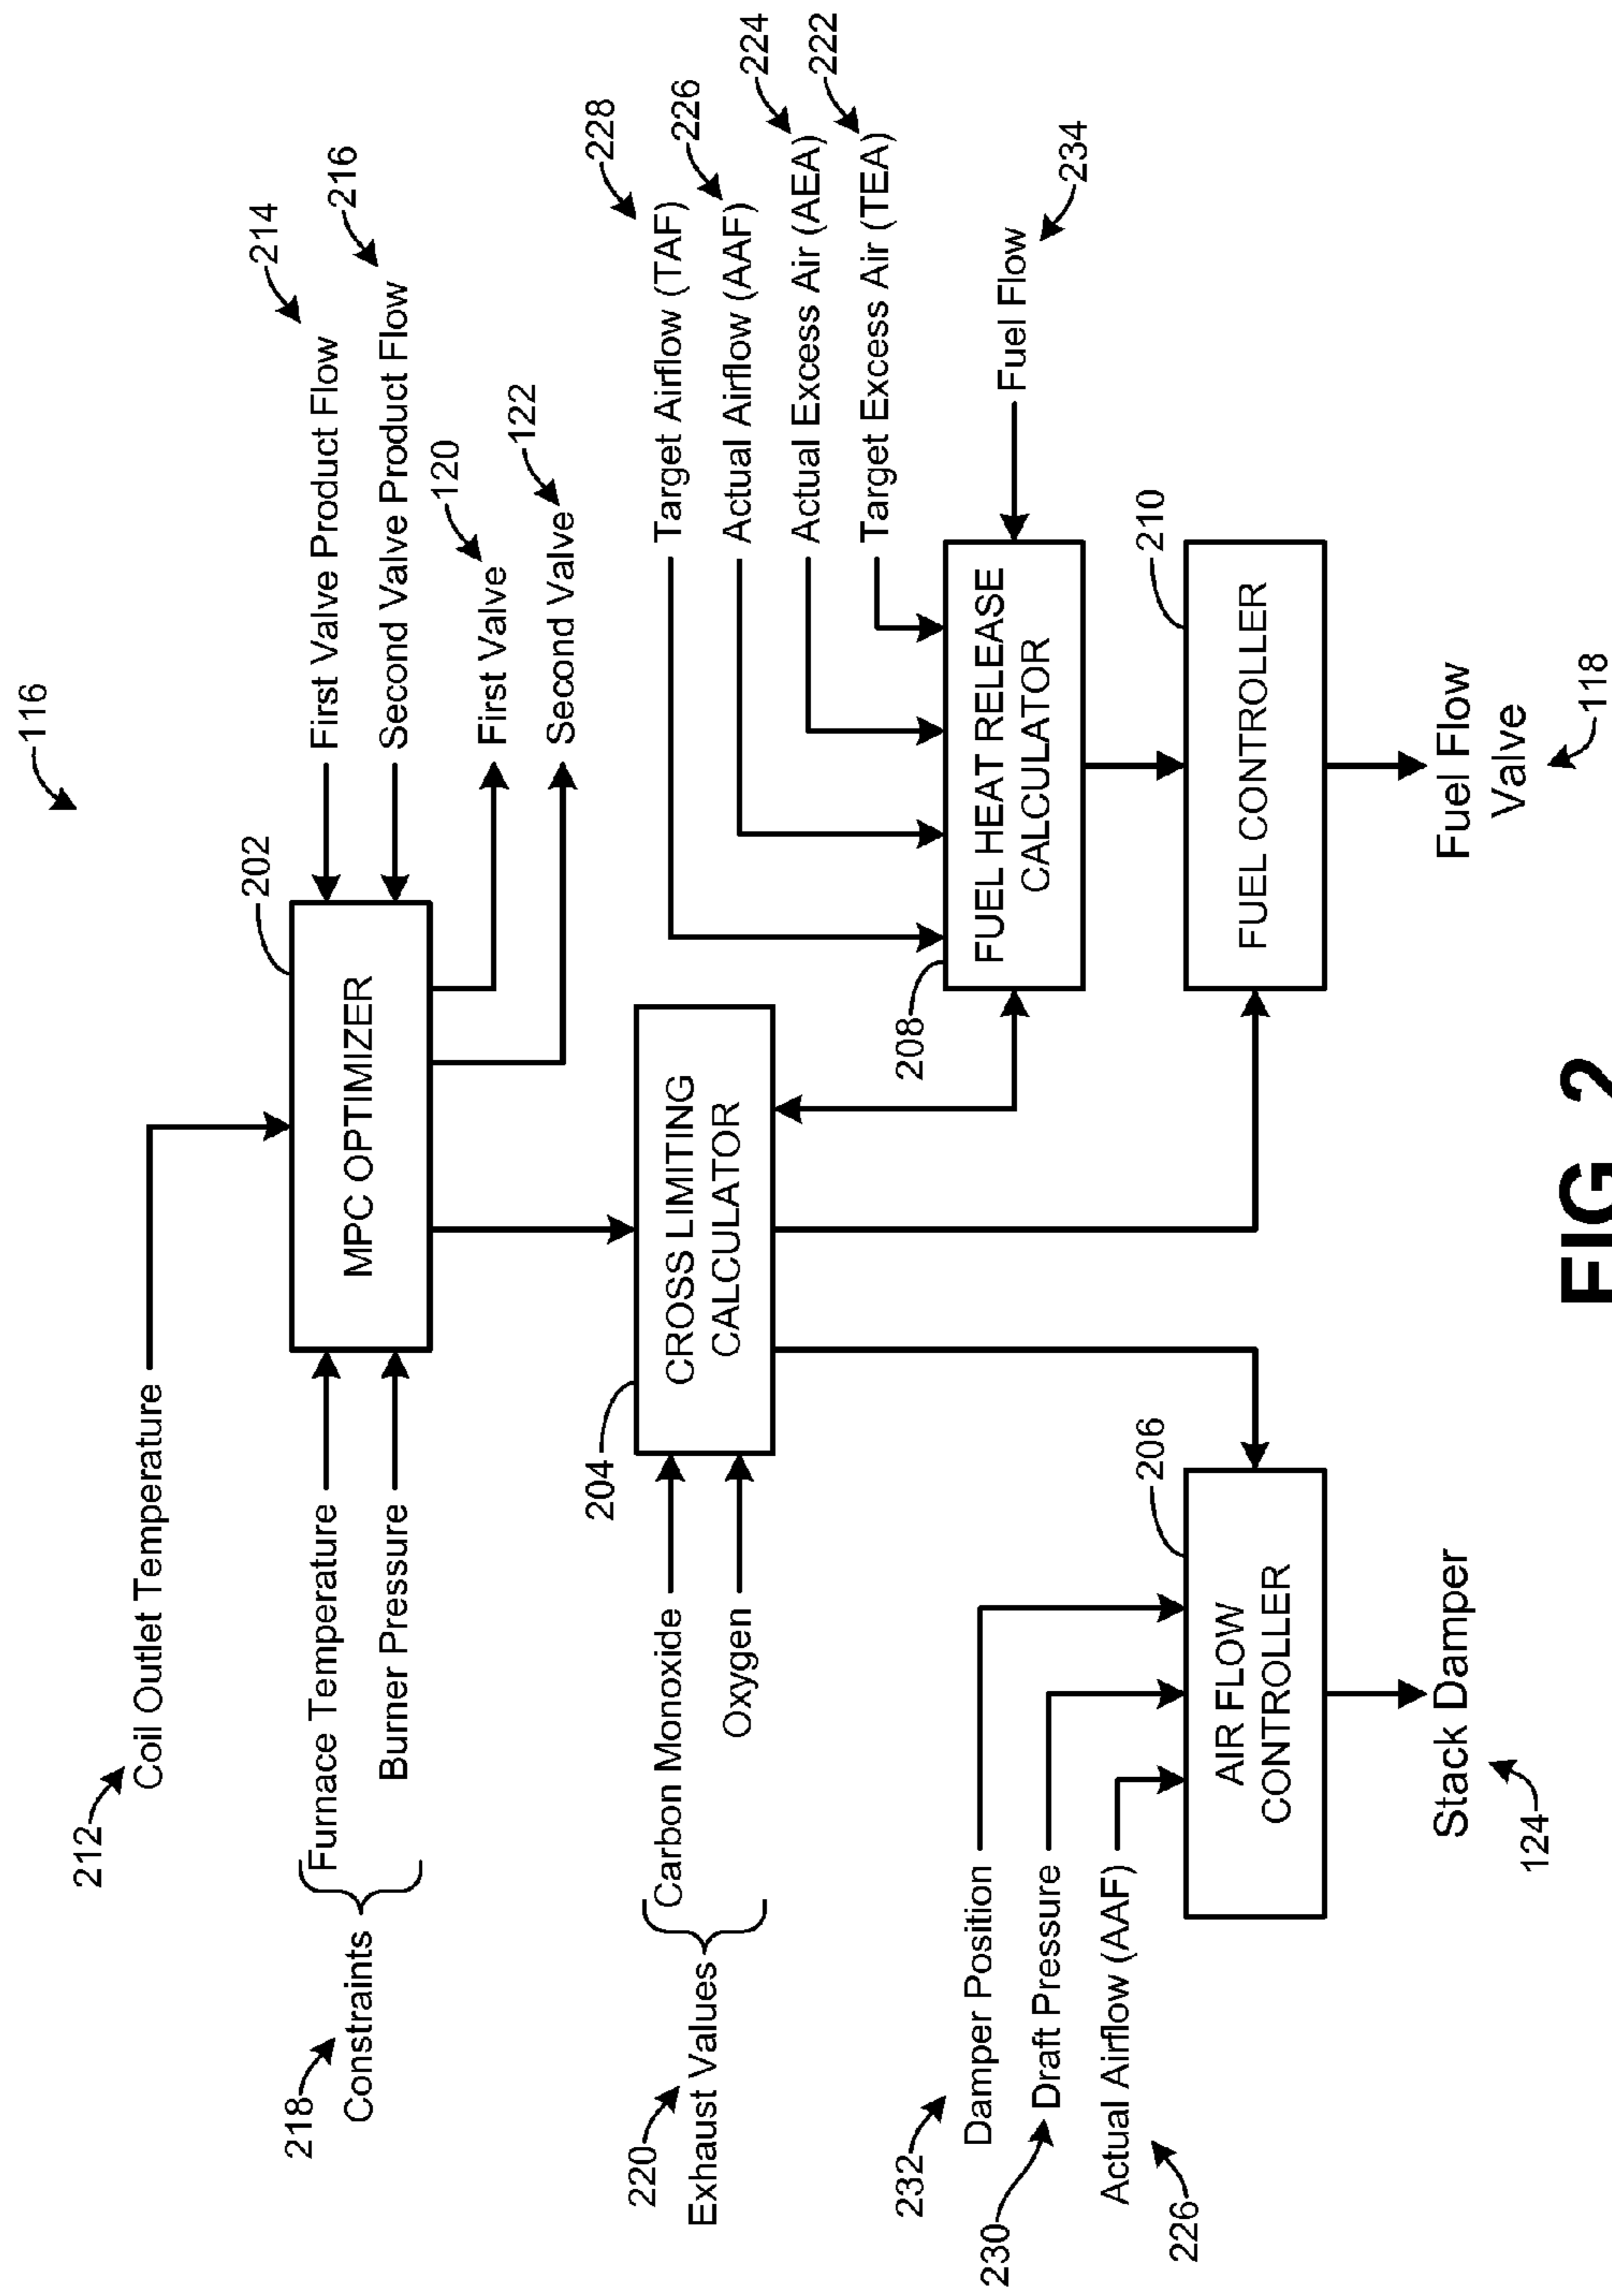 116
212
Coil Outlet Temperature
214
First Valve Product Flow
216
Second Valve Product Flow
202
MPC OPTIMIZER
218
Constraints
Furnace Temperature
Burner Pressure
120
First Valve
122
Second Valve
228
Target Airflow (TAF)
226
Actual Airflow (AAF)
224
Actual Excess Air (AEA)
222
Target Excess Air (TEA)
220
Exhaust Values
Carbon Monoxide
Oxygen
204
CROSS LIMITING
CALCULATOR
208
FUEL HEAT RELEASE
CALCULATOR
Fuel Flow
234
232
Damper Position
230
Draft Pressure
Actual Airflow (AAF)
226
206
AIR FLOW
CONTROLLER
210
FUEL CONTROLLER
Stack Damper
124
Fuel Flow
Valve
118
FIG. 2